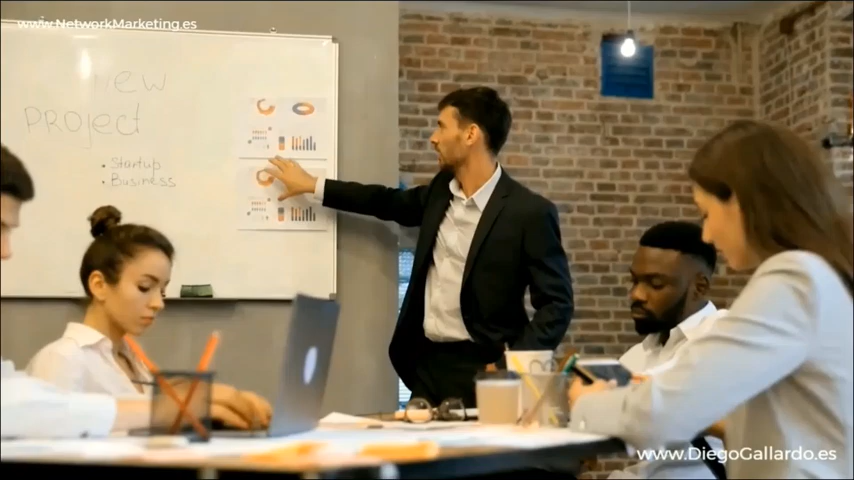 www.NetworkMarketing.es
New
PROJECT
• Startup
• Business
www.DiegoGallardo.es